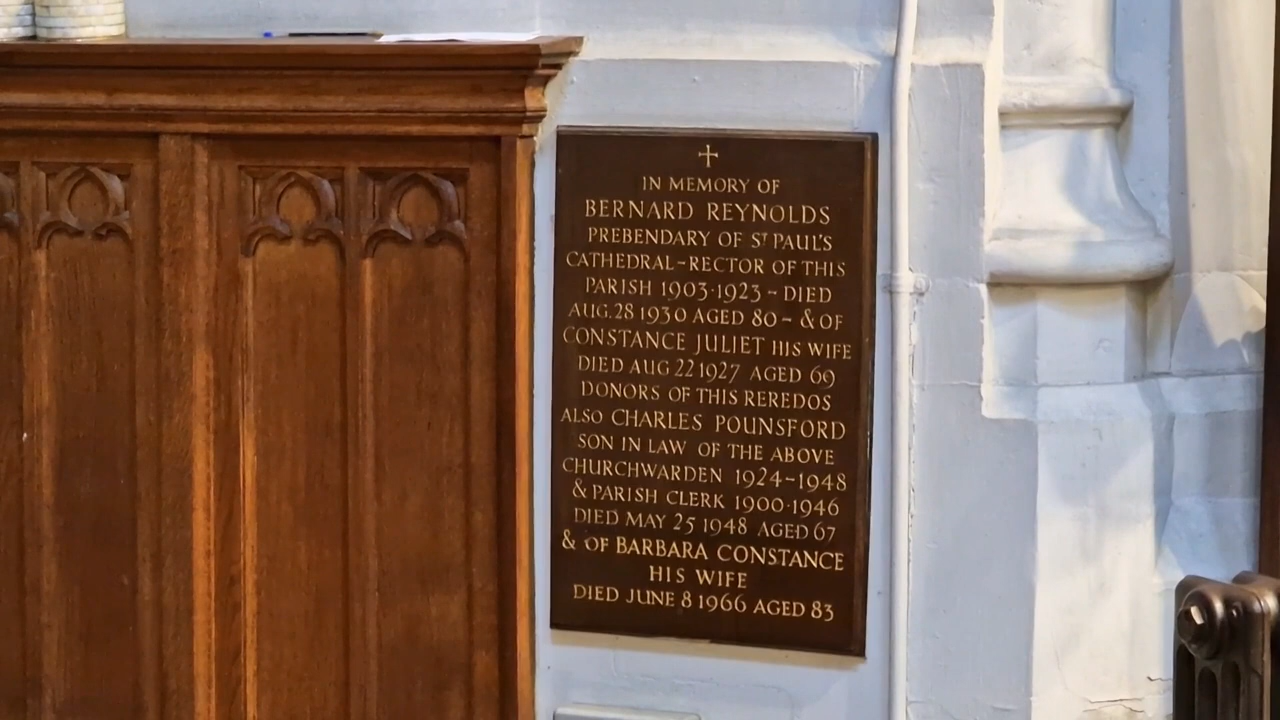 IN MEMORY OF
BERNARD REYNOLDS
PREBENDARY OF ST PAUL'S
CATHEDRAL-RECTOR OF THIS
PARISH 1903·1923-DIED
AUG.28 1930 AGED 80-& OF
CONSTANCE JULIET HIS WIFE
DIED AUG 22 1927 AGED 69
DONORS OF THIS REREDOS
ALSO CHARLES POUNSFORD
SON IN LAW OF THE ABOVE
CHURCHWARDEN 1924-1948
& PARISH CLERK 1900·1946
DIED MAY 25 1948 AGED 67
& OF BARBARA CONSTANCE
HIS WIFE
DIED JUNE 8 1966 AGED 83